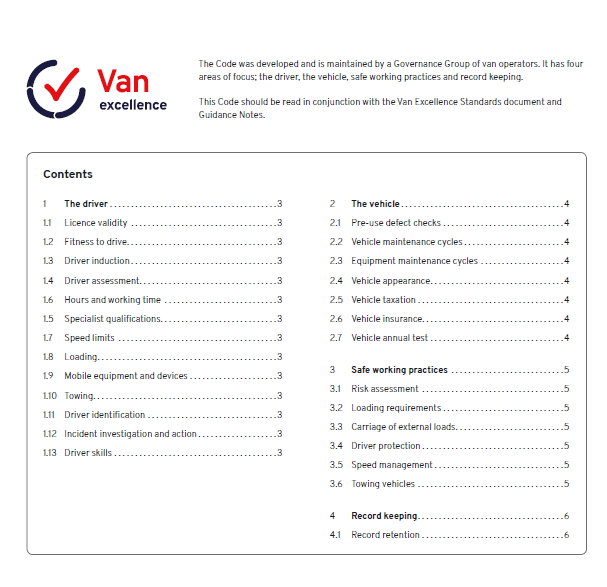 Van
excellence
The Code was developed and is maintained by a Governance Group of van operators. It has four
areas of focus; the driver, the vehicle, safe working practices and record keeping.
This Code should be read in conjunction with the Van Excellence Standards document and
Guidance Notes.
Contents
1 The driver 3
1.1 Licence validity 3
1.2 Fitness to drive 3
1.3 Driver induction 3
1.4 Driver assessment 3
1.6 Hours and working time 3
1.5 Specialist qualifications 3
1.7 Speed limits 3
1.8 Loading 3
1.9 Mobile equipment and devices 3
1.10 Towing 3
1.11 Driver identification 3
1.12 Incident investigation and action 3
1.13 Driver skills 3
2 The vehicle 4
2.1 Pre-use defect checks 4
2.2 Vehicle maintenance cycles 4
2.3 Equipment maintenance cycles 4
2.4 Vehicle appearance 4
2.5 Vehicle taxation 4
2.6 Vehicle insurance 4
2.7 Vehicle annual test 4
3 Safe working practices 5
3.1 Risk assessment 5
3.2 Loading requirements 5
3.3 Carriage of external loads 5
3.4 Driver protection 5
3.5 Speed management 5
3.6 Towing vehicles 5
4 Record keeping 6
4.1 Record retention 6